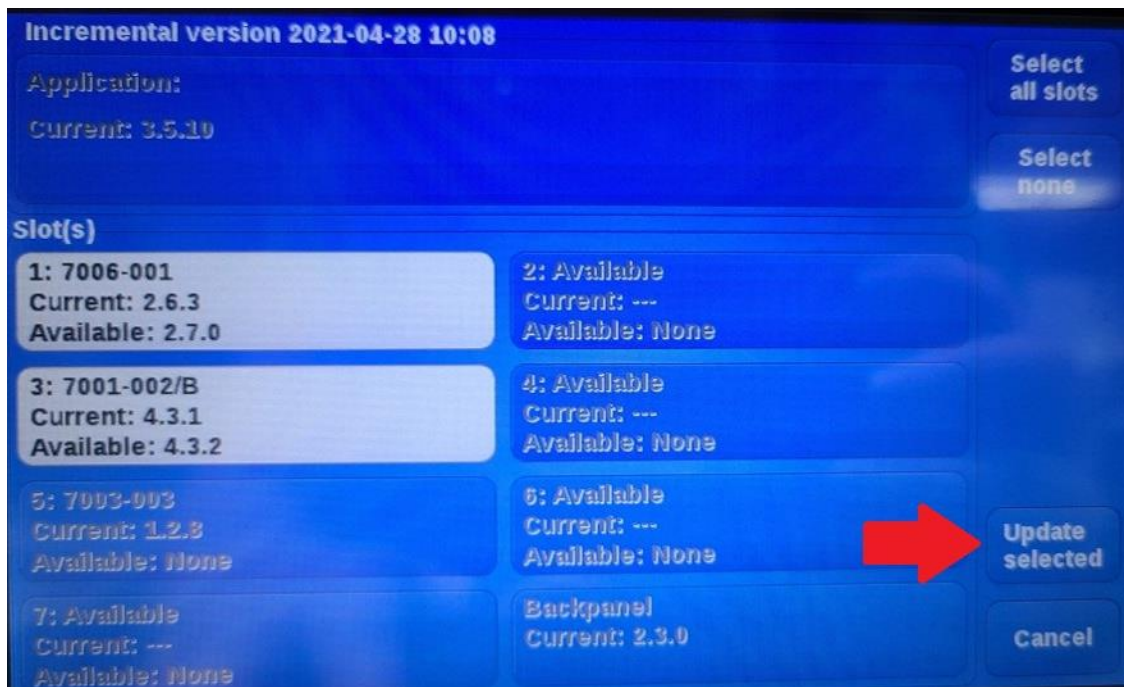 Incremental version 2021-04-28 10:08
Application:
Current: 3.5.10
Select
all slots
Select
none
Slot(s)
1: 7006-001
Current: 2.6.3
Available: 2.7.0
2: Available
Current: ---
Available: None
3: 7001-002/B
Current: 4.3.1
Available: 4.3.2
4: Available
Current: ---
Available: None
5: 7003-003
Current: 1.2.8
Available: None
6: Available
Current: ---
Available: None
7: Available
Current: ---
Available: None
Backpanel
Current: 2.3.0
Update
selected
Cancel